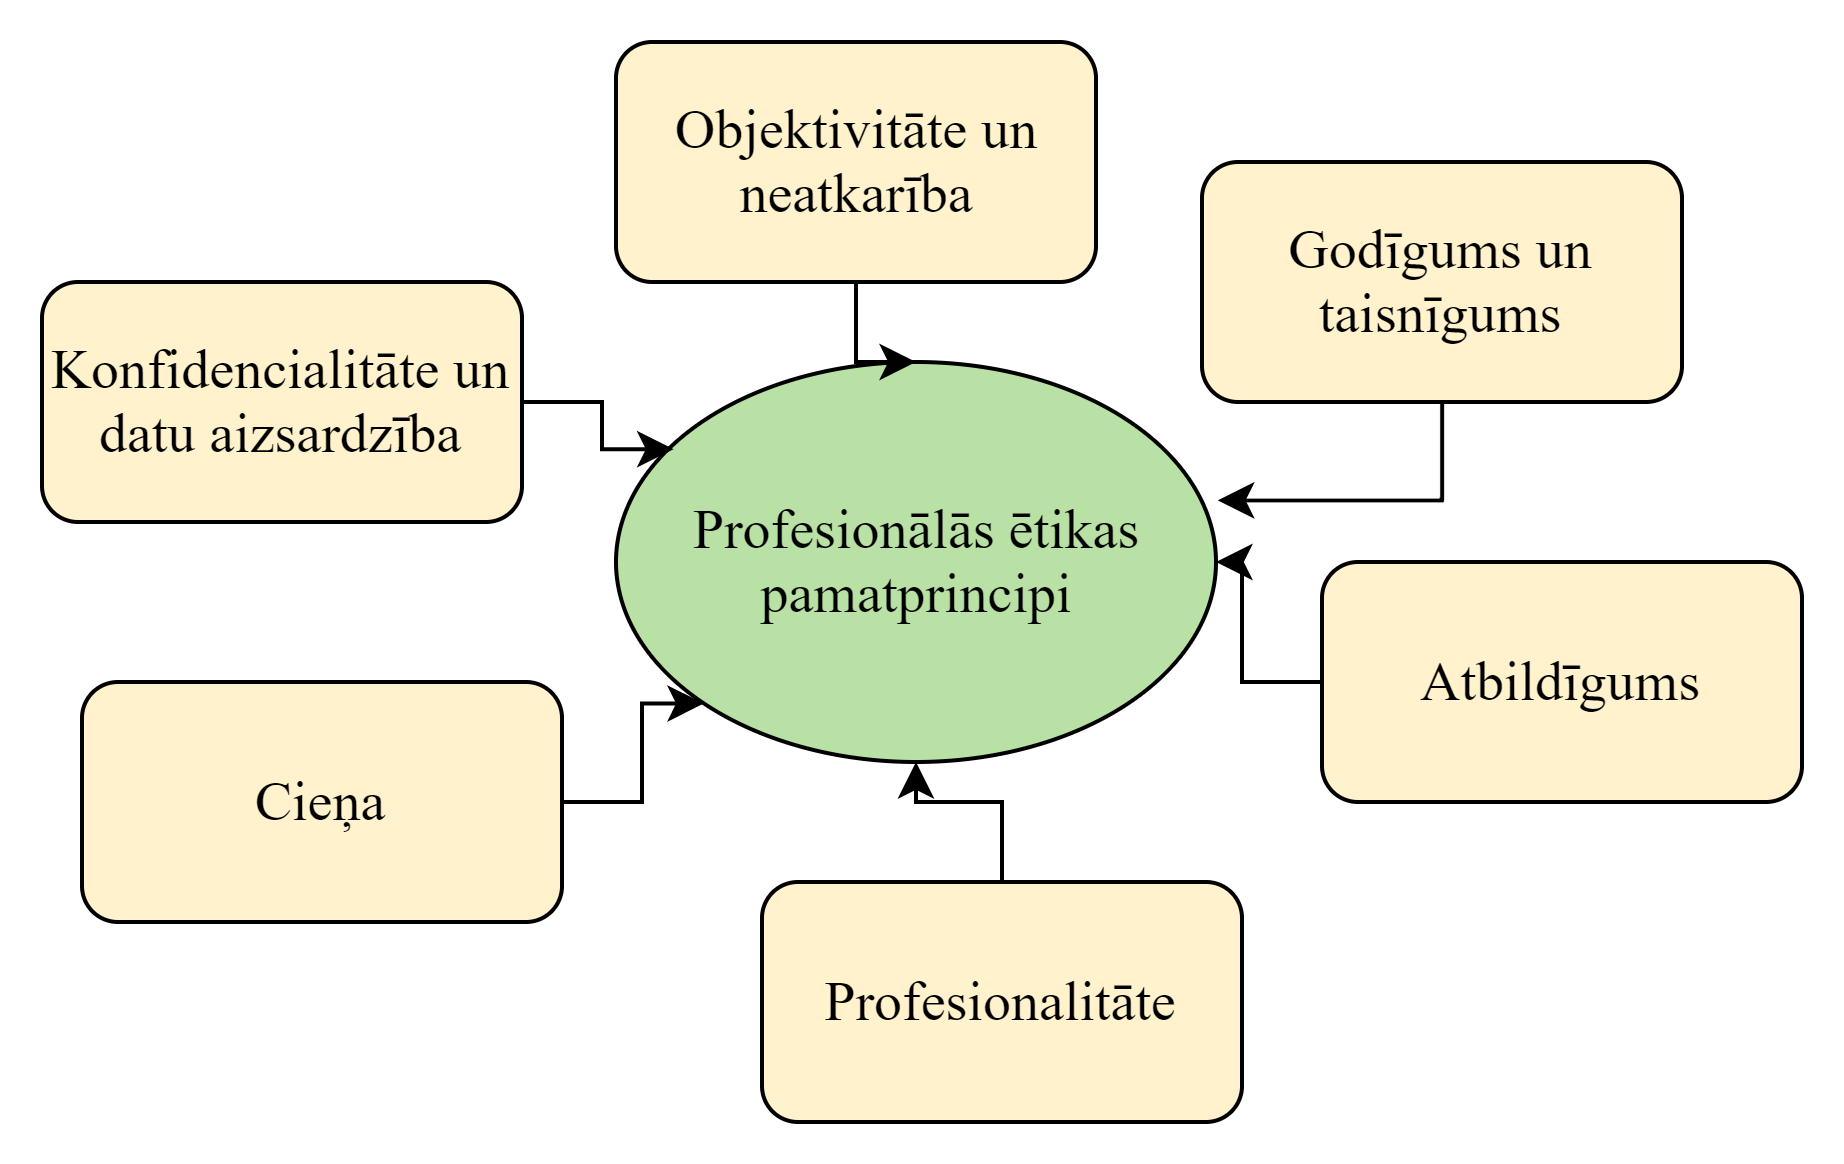 Objektivitāte un
neatkarība
Godīgums un
taisnīgums
Konfidencialitāte un
datu aizsardzība
Profesionālās ētikas
pamatprincipi
Atbildīgums
Cieņa
Profesionalitāte